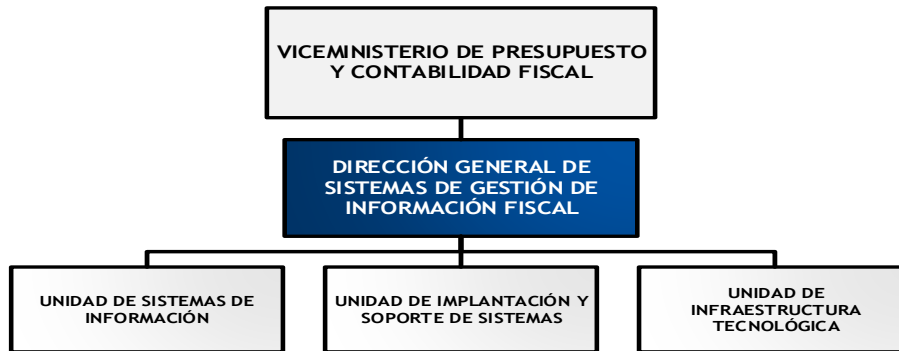 VICEMINISTERIO DE PRESUPUESTO
Y CONTABILIDAD FISCAL
DIRECCIÓN GENERAL DE
SISTEMAS DE GESTIÓN DE
INFORMACIÓN FISCAL
UNIDAD DE SISTEMAS DE
INFORMACIÓN
UNIDAD DE IMPLANTACIÓN Y
SOPORTE DE SISTEMAS
UNIDAD DE
INFRAESTRUCTURA
TECNOLÓGICA